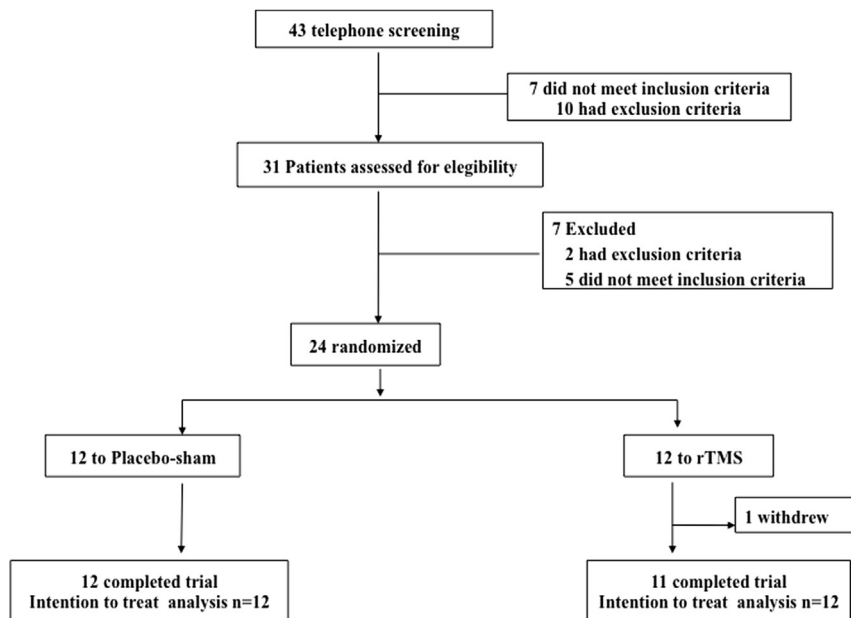 43 telephone screening
7 did not meet inclusion criteria
10 had exclusion criteria
31 Patients assessed for elegibility
7 Excluded
2 had exclusion criteria
5 did not meet inclusion criteria
24 randomized
12 to Placebo-sham
12 to rTMS
1 withdrew
12 completed trial
Intention to treat analysis n=12
11 completed trial
Intention to treat analysis n=12